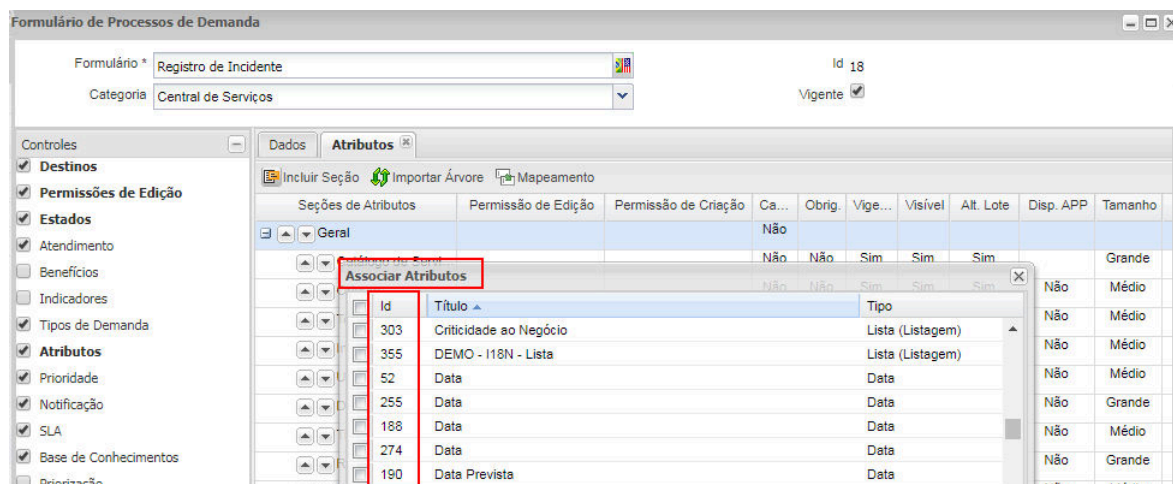 Formulário de Processos de Demanda
Formulário * Registro de Incidente Id 18
Categoria Central de Serviços Vigente
Controles
Destinos
Permissões de Edição
Estados
Atendimento
Benefícios
Indicadores
Tipos de Demanda
Atributos
Prioridade
Notificação
SLA
Base de Conhecimentos
Priorização
Dados Atributos
Incluir Seção Importar Árvore Mapeamento
Seções de Atributos Permissão de Edição Permissão de Criação Ca... Obrig. Vige... Visível Alt. Lote Disp. APP Tamanho
Geral Não
Não Não Sim Sim Sim Grande
Não Não Sim Sim Sim Não Médio
Não Médio
Não Médio
Não Médio
Não Grande
Não Médio
Não Grande
Associar Atributos
Id Título Tipo
303 Criticidade ao Negócio Lista (Listagem)
355 DEMO - I18N - Lista Lista (Listagem)
52 Data Data
255 Data Data
188 Data Data
274 Data Data
190 Data Prevista Data